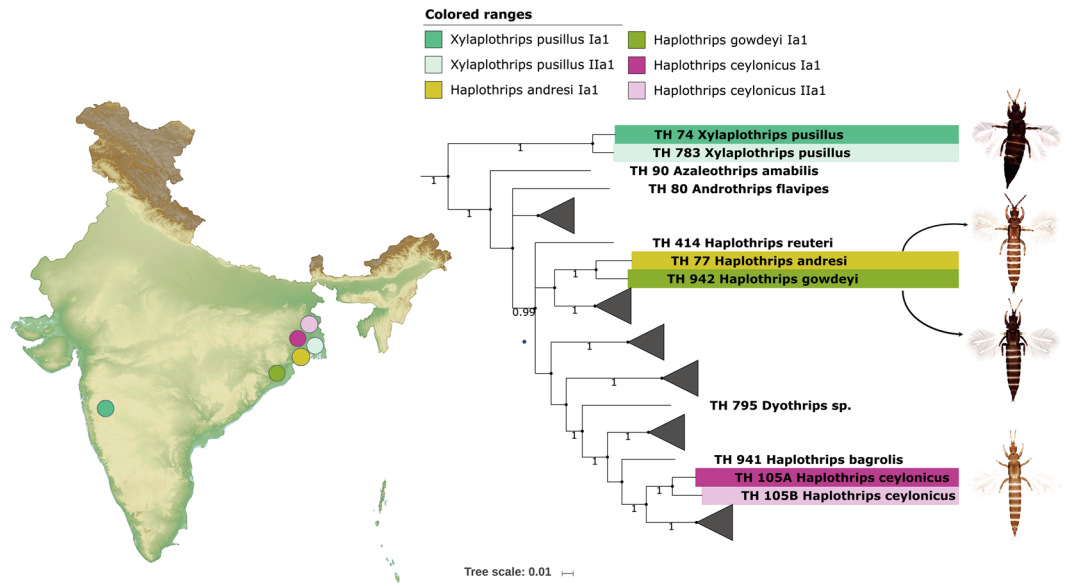 Colored ranges
Xylaplothrips pusillus Ia1
Xylaplothrips pusillus IIa1
Haplothrips andresi Ia1
Haplothrips gowdeyi Ia1
Haplothrips ceylonicus Ia1
Haplothrips ceylonicus IIa1
TH 74 Xylaplothrips pusillus
1
TH 783 Xylaplothrips pusillus
TH 90 Azaleothrips amabilis
1
TH 80 Androthrips flavipes
1
TH 414 Haplothrips reuteri
TH 77 Haplothrips andresi
1
TH 942 Haplothrips gowdeyi
1
0.99
1
1
TH 795 Dyothrips sp.
1
1
1
TH 941 Haplothrips bagrolis
TH 105A Haplothrips ceylonicus
1
1
TH 105B Haplothrips ceylonicus
1
1
Tree scale: 0.01